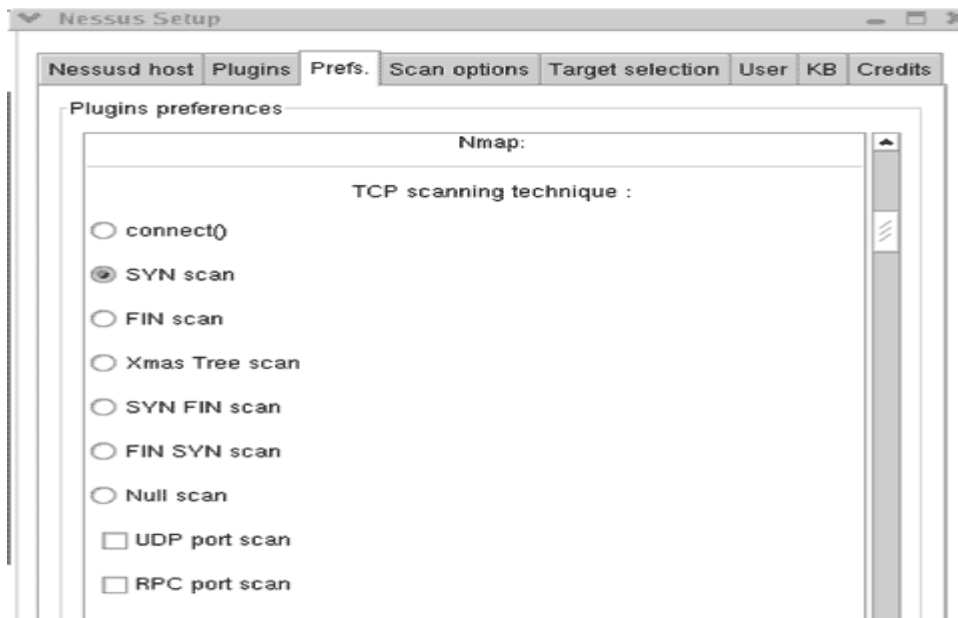 Nessus Setup
Nessusd host Plugins Prefs. Scan options Target selection User KB Credits
Plugins preferences
Nmap:
TCP scanning technique :
connect()
SYN scan
FIN scan
Xmas Tree scan
SYN FIN scan
FIN SYN scan
Null scan
UDP port scan
RPC port scan